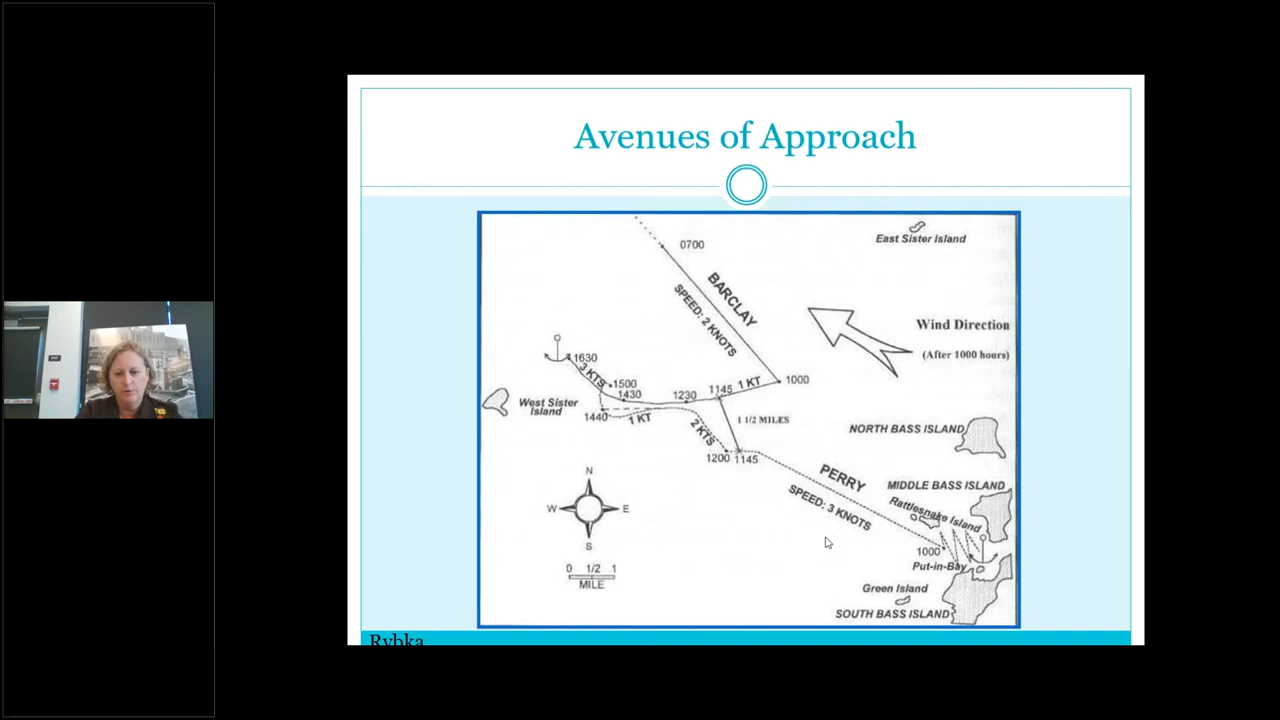 Avenues of Approach
East Sister Island
0700
BARCLAY
SPEED: 2 KNOTS
Wind Direction
(After 1000 hours)
1630
3 KTS
1500
1430
1230
1145
1 KT
1000
West Sister
Island
1440
1 KT
2 KTS
1 1/2 MILES
NORTH BASS ISLAND
1200
1145
PERRY
SPEED: 3 KNOTS
MIDDLE BASS ISLAND
Rattlesnake Island
N
W
E
S
1000
Put-in-Bay
0 1/2 1
MILE
Green Island
SOUTH BASS ISLAND
Rybka